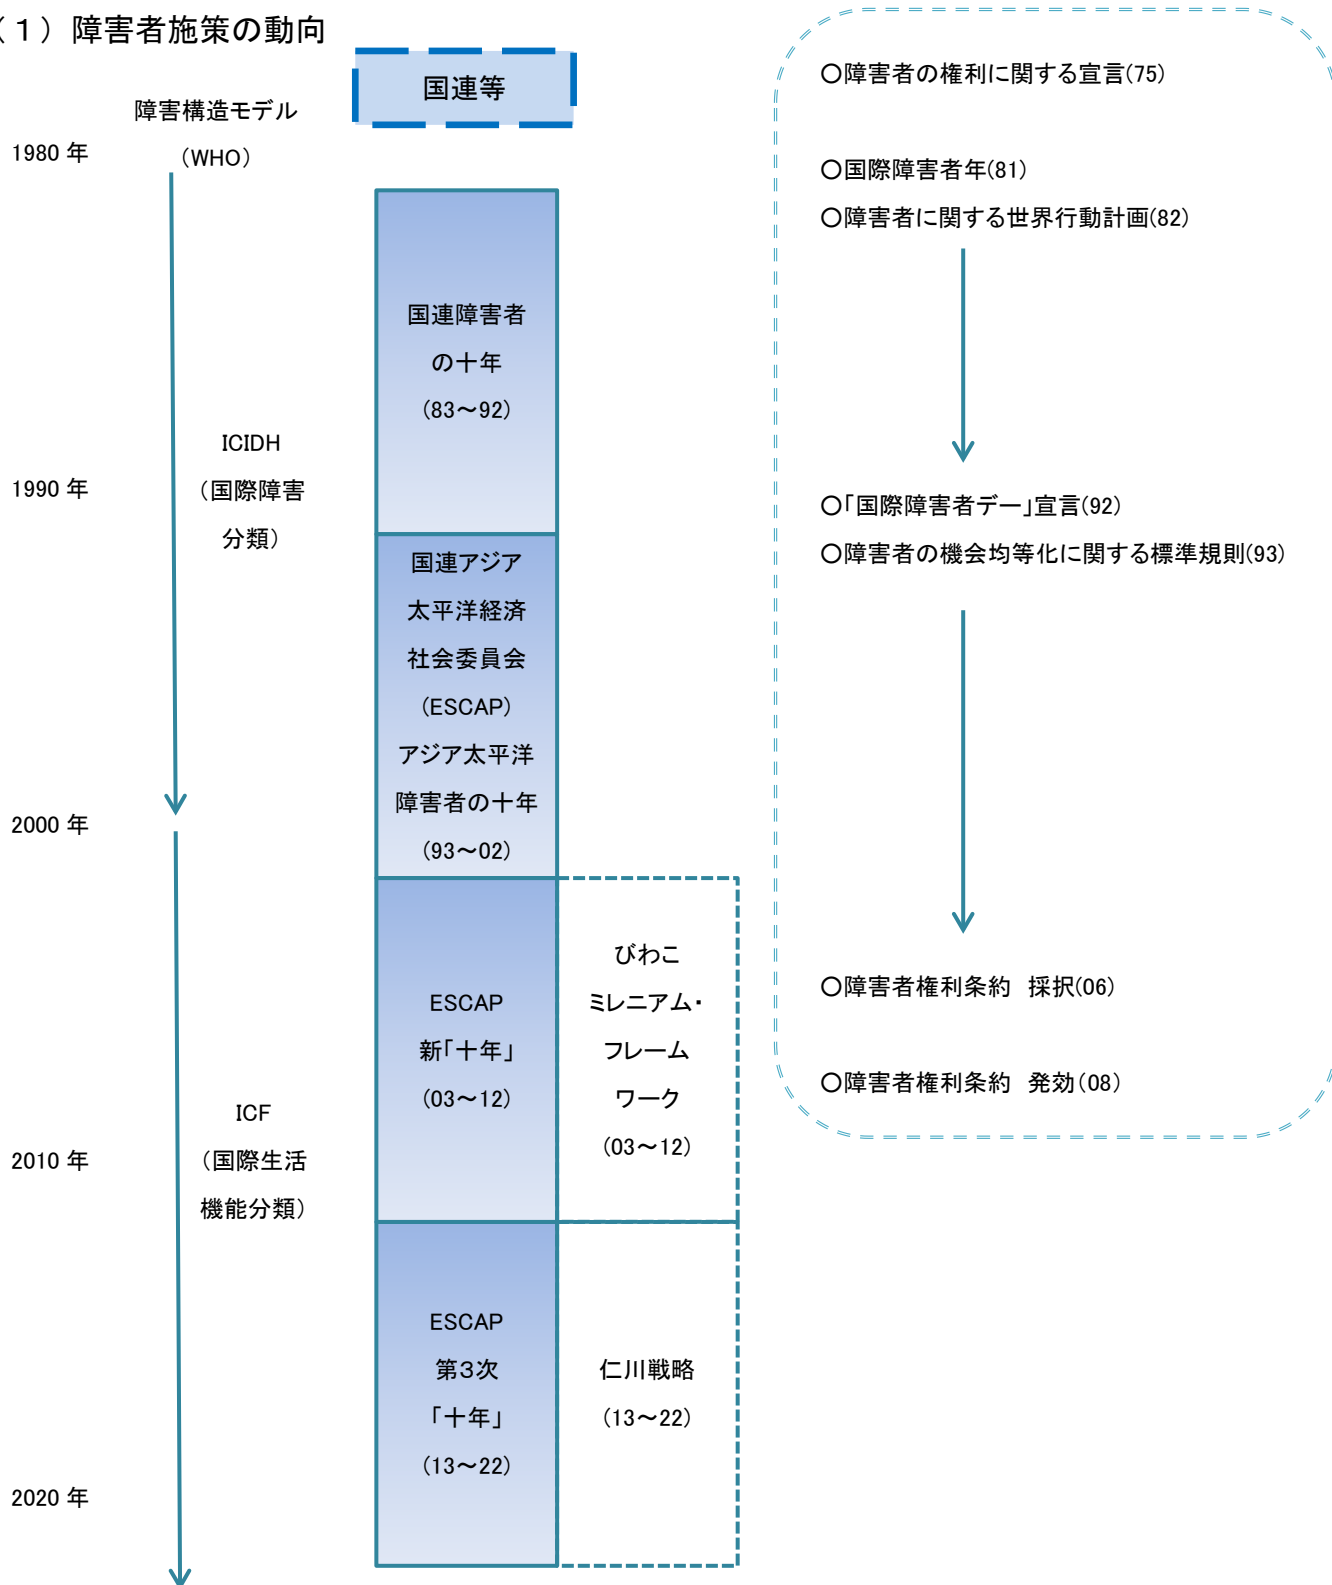 (１) 障害者施策の動向
国連等
障害構造モデル
(WHO)
1980 年
1990 年
2000 年
2010 年
2020 年
ICIDH
(国際障害
分類)
ICF
(国際生活
機能分類)
国連障害者
の十年
(83～92)
国連アジア
太平洋経済
社会委員会
(ESCAP)
アジア太平洋
障害者の十年
(93～02)
ESCAP
新「十年」
(03～12)
びわこ
ミレニアム・
フレーム
ワーク
(03～12)
ESCAP
第３次
「十年」
(13～22)
仁川戦略
(13～22)
○障害者の権利に関する宣言(75)
○国際障害者年(81)
○障害者に関する世界行動計画(82)
○「国際障害者デー」宣言(92)
○障害者の機会均等化に関する標準規則(93)
○障害者権利条約 採択(06)
○障害者権利条約 発効(08)